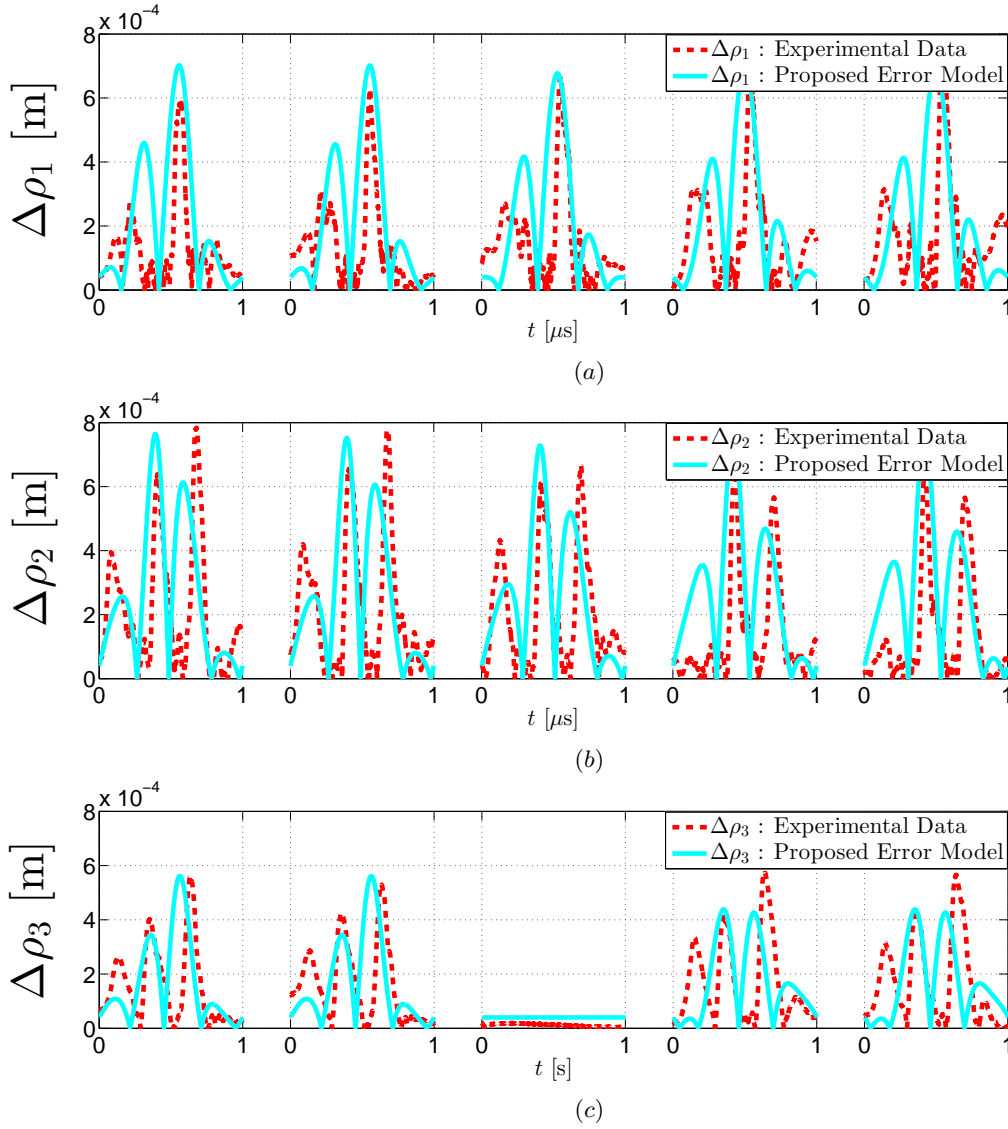 x 10⁻⁴
8
6
4
2
0
Δρ₁ [m]
Δρ₁ : Experimental Data
Δρ₁ : Proposed Error Model
0 1 0 1 0 1 0 1 0 1
t [μs]
(a)
x 10⁻⁴
8
6
4
2
0
Δρ₂ [m]
Δρ₂ : Experimental Data
Δρ₂ : Proposed Error Model
0 1 0 1 0 1 0 1 0 1
t [μs]
(b)
x 10⁻⁴
8
6
4
2
0
Δρ₃ [m]
Δρ₃ : Experimental Data
Δρ₃ : Proposed Error Model
0 1 0 1 0 1 0 1 0 1
t [s]
(c)